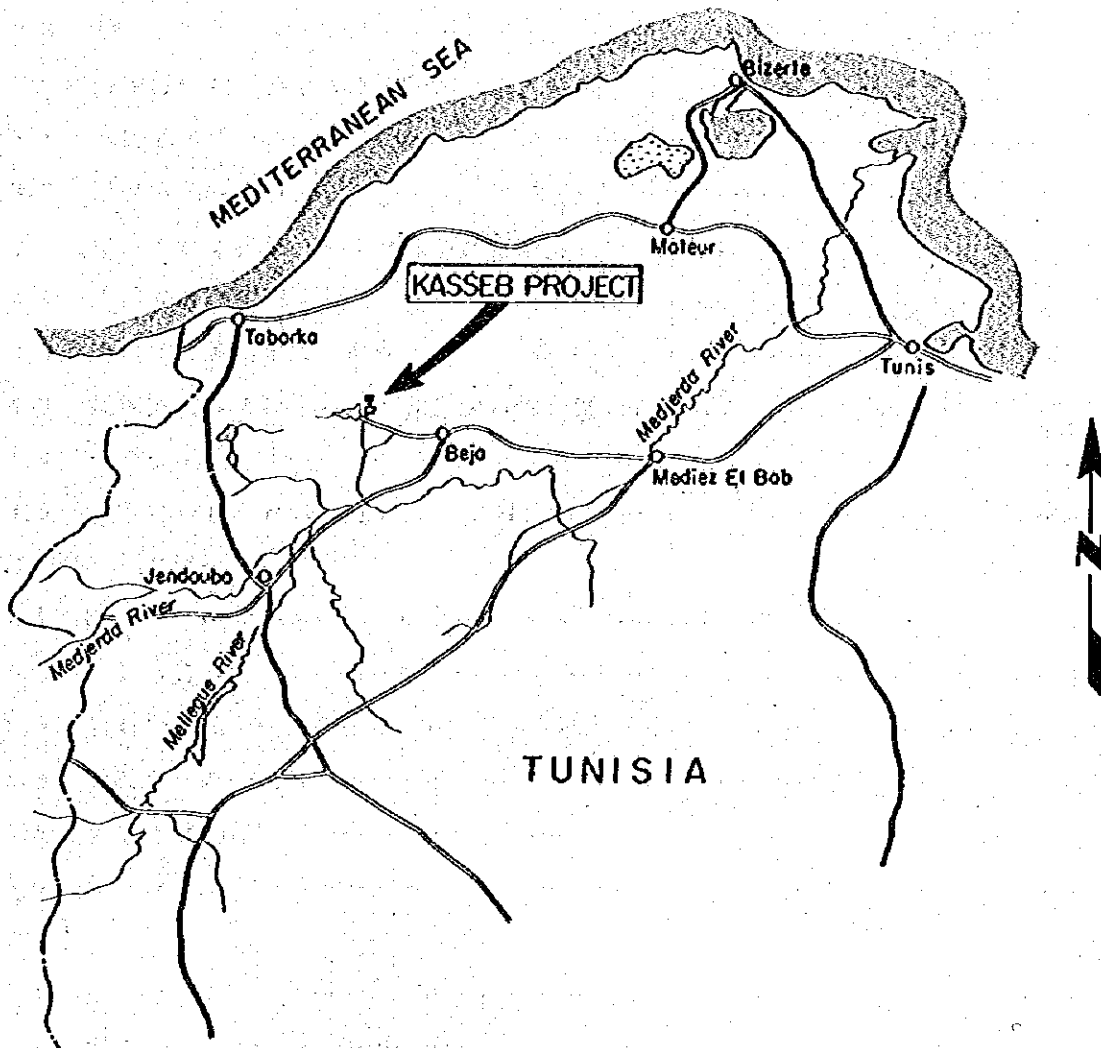 MEDITERRANEAN SEA
Bizerte
Mateur
KASSEB PROJECT
Taborka
Medjerda River
Tunis
Beja
Mediez El Bab
Jendouba
Medjerda River
Mellegue River
N
TUNISIA